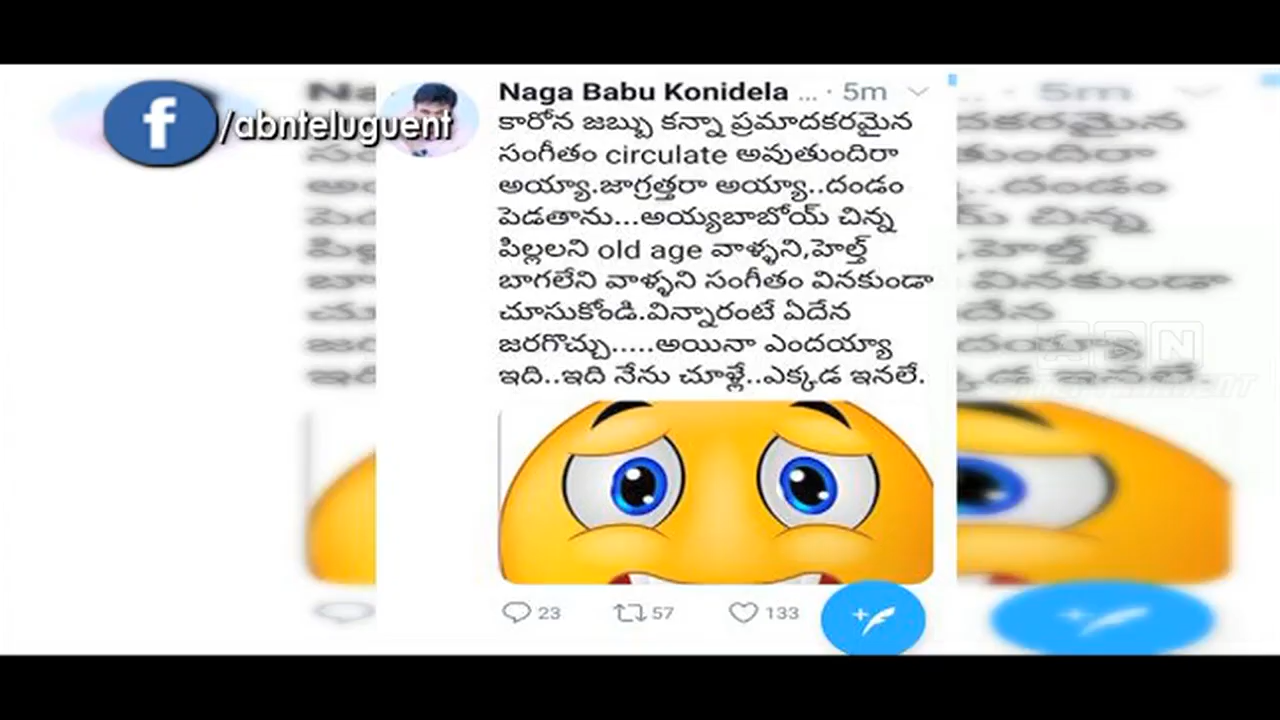 /abnteluguent
Naga Babu Konidela ... · 5m
కారోన జబ్బు కన్నా ప్రమాదకరమైన
సంగీతం circulate అవుతుందిరా
అయ్యా.జాగ్రత్తరా అయ్యా..దండం
పెడతాను...అయ్యబాబోయ్ చిన్న
పిల్లలని old age వాళ్ళని,హెల్త్
బాగలేని వాళ్ళని సంగీతం వినకుండా
చూసుకోండి.విన్నారంటే ఏదేన
జరగొచ్చు.....అయినా ఎందయ్యా
ఇది..ఇది నేను చూళ్లే..ఎక్కడ ఇనలే.
23 57 133